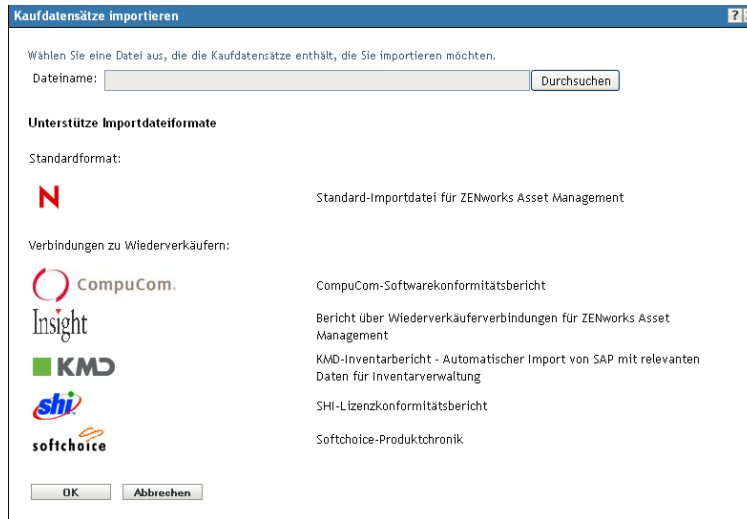 Kaufdatensätze importieren ?
Wählen Sie eine Datei aus, die die Kaufdatensätze enthält, die Sie importieren möchten.
Dateiname: Durchsuchen
Unterstütze Importdateiformate
Standardformat:
N Standard-Importdatei für ZENworks Asset Management
Verbindungen zu Wiederverkäufern:
CompuCom. CompuCom-Softwarekonformitätsbericht
Insight Bericht über Wiederverkäuferverbindungen für ZENworks Asset
Management
KMD KMD-Inventarbericht - Automatischer Import von SAP mit relevanten
Daten für Inventarverwaltung
shi SHI-Lizenzkonformitätsbericht
softchoice Softchoice-Produktchronik
OK Abbrechen